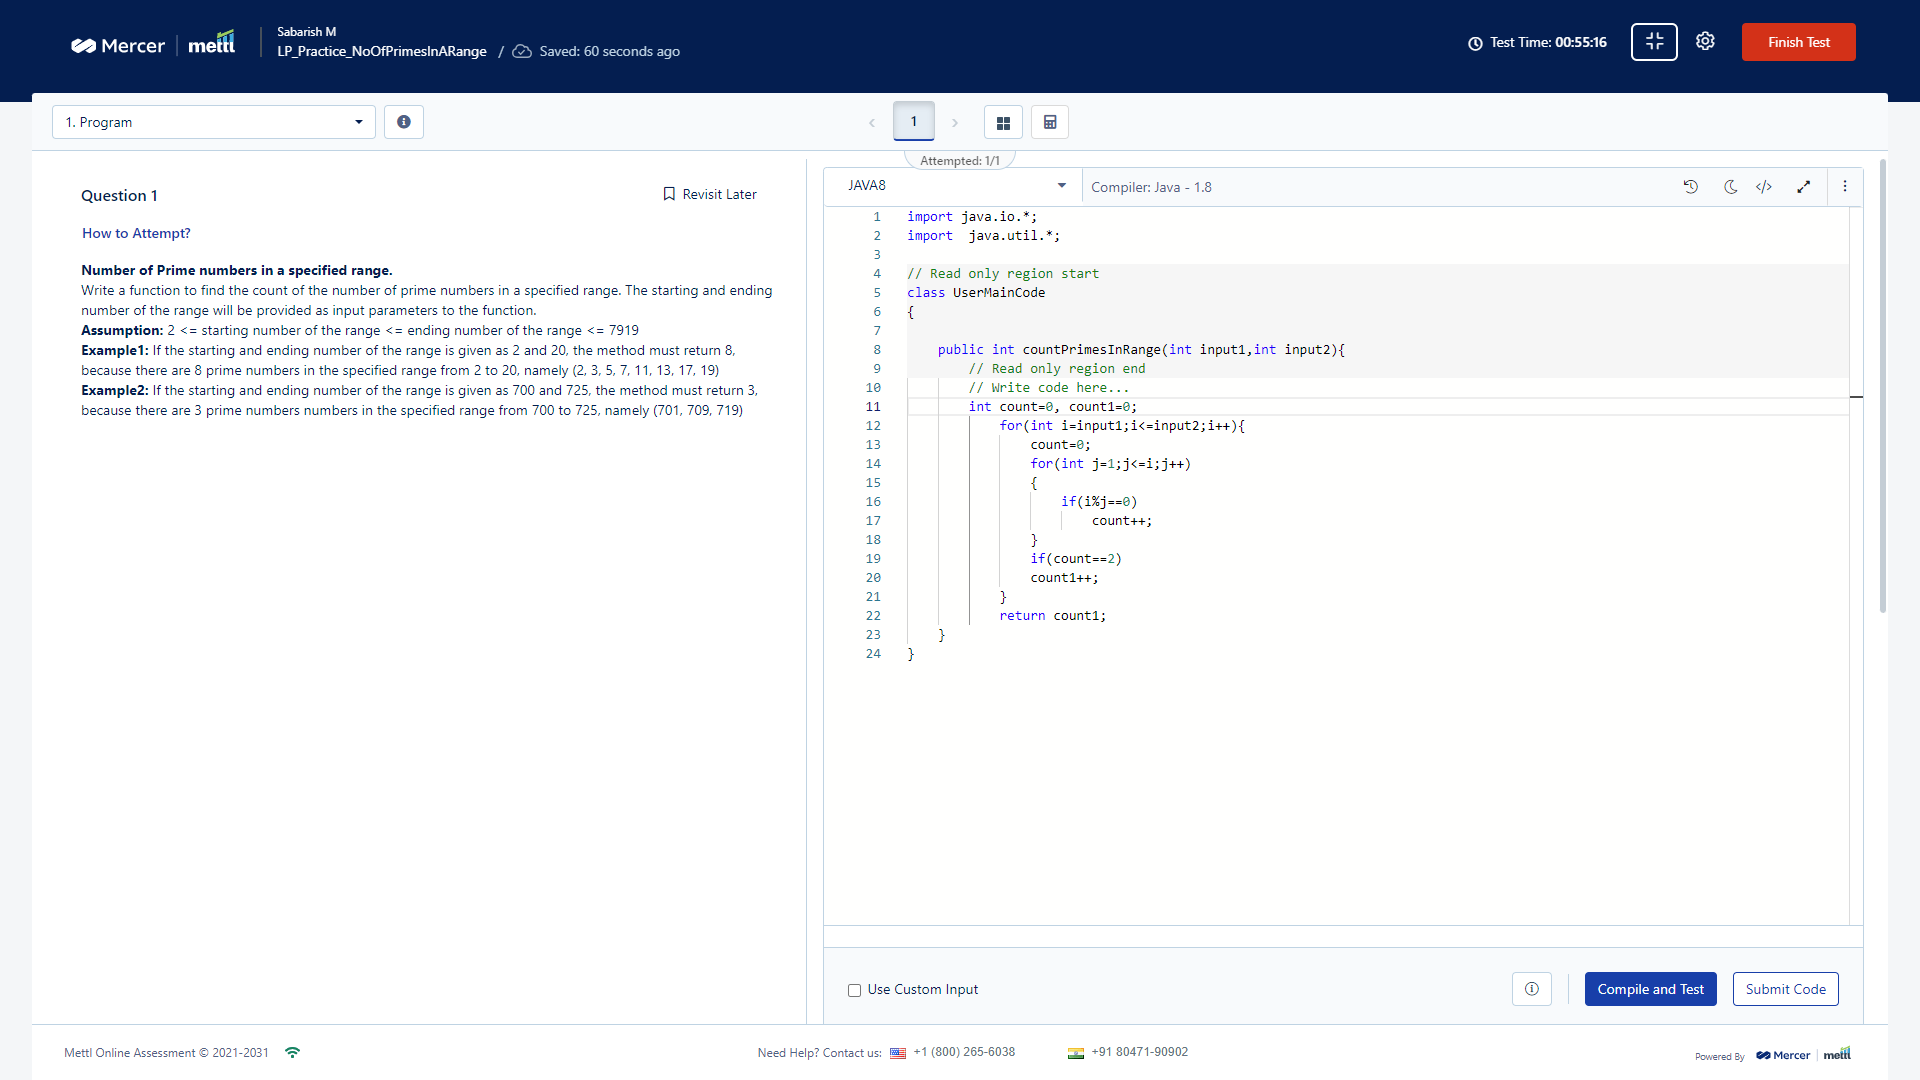 Mercer | mettl
Sabarish M
LP_Practice_NoOfPrimesInARange / Saved: 60 seconds ago
Test Time: 00:55:16
Finish Test
1. Program
1
Attempted: 1/1
Question 1
Revisit Later
How to Attempt?
Number of Prime numbers in a specified range.
Write a function to find the count of the number of prime numbers in a specified range. The starting and ending
number of the range will be provided as input parameters to the function.
Assumption: 2 <= starting number of the range <= ending number of the range <= 7919
Example1: If the starting and ending number of the range is given as 2 and 20, the method must return 8,
because there are 8 prime numbers in the specified range from 2 to 20, namely (2, 3, 5, 7, 11, 13, 17, 19)
Example2: If the starting and ending number of the range is given as 700 and 725, the method must return 3,
because there are 3 prime numbers numbers in the specified range from 700 to 725, namely (701, 709, 719)
JAVA8
Compiler: Java - 1.8
1 import java.io.*;
2 import  java.util.*;
3
4 // Read only region start
5 class UserMainCode
6 {
7
8     public int countPrimesInRange(int input1,int input2){
9         // Read only region end
10         // Write code here...
11         int count=0, count1=0;
12             for(int i=input1;i<=input2;i++){
13                 count=0;
14                 for(int j=1;j<=i;j++)
15                 {
16                     if(i%j==0)
17                         count++;
18                 }
19                 if(count==2)
20                 count1++;
21             }
22             return count1;
23     }
24 }
Use Custom Input
Compile and Test
Submit Code
Mettl Online Assessment © 2021-2031
Need Help? Contact us: +1 (800) 265-6038
+91 80471-90902
Powered By Mercer | mettl